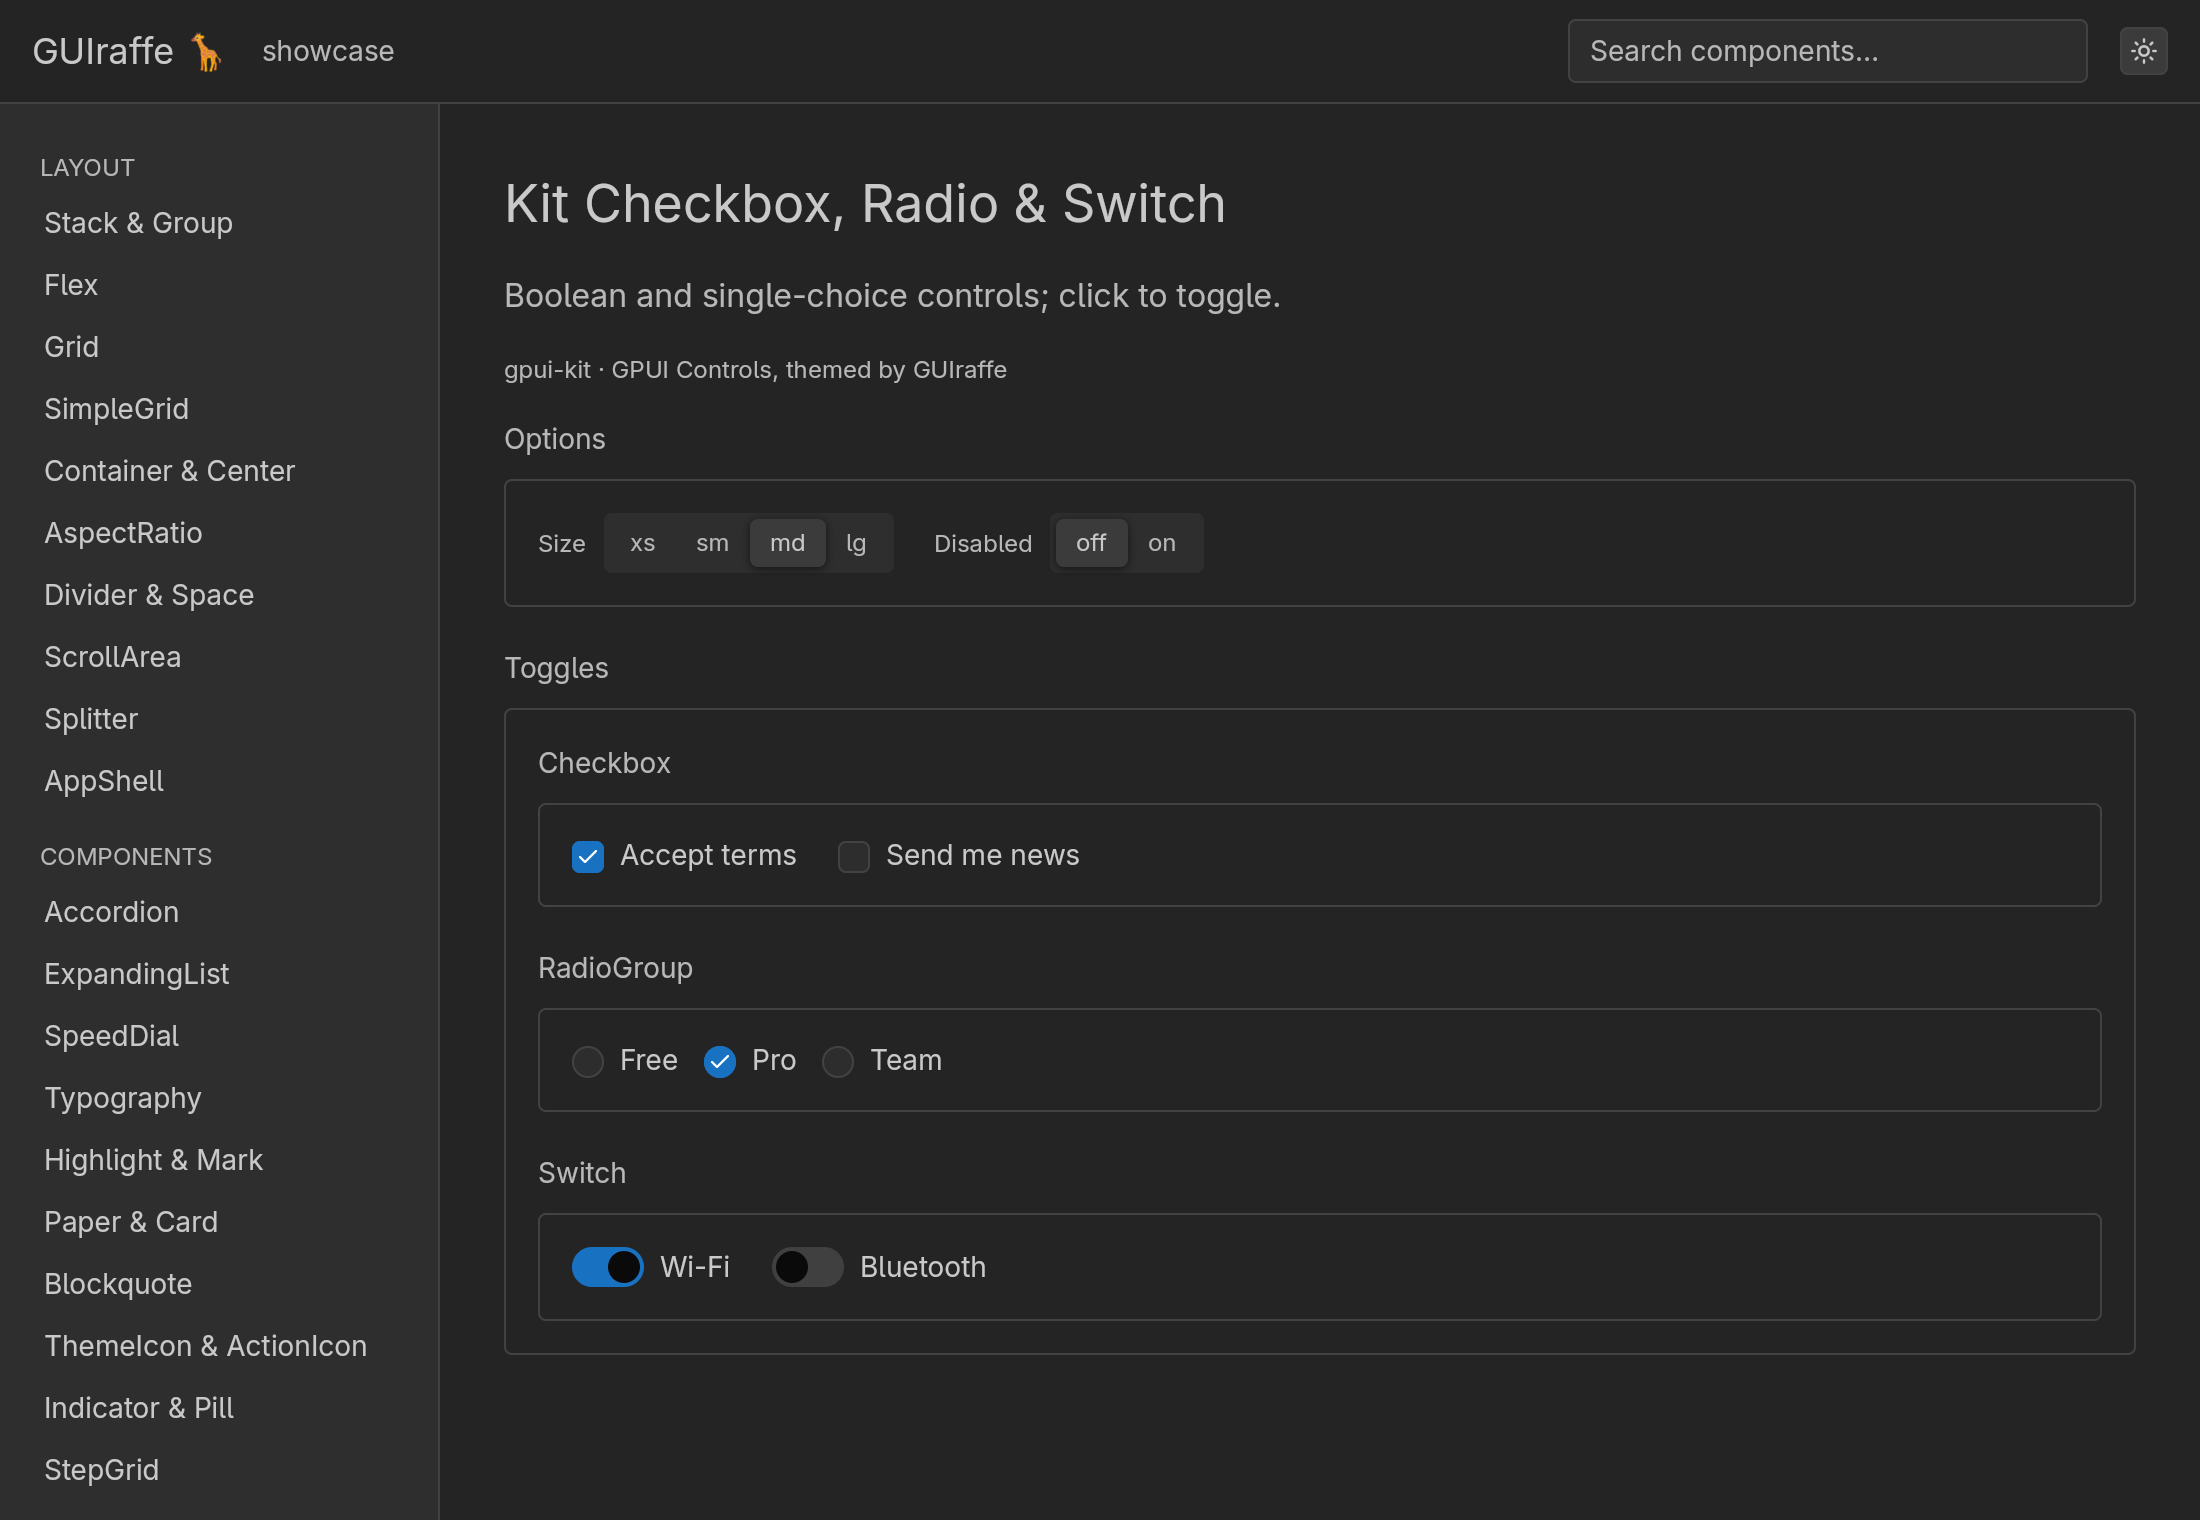 GUIraffe 🦒 showcase
Search components...
LAYOUT
Stack & Group
Flex
Grid
SimpleGrid
Container & Center
AspectRatio
Divider & Space
ScrollArea
Splitter
AppShell
COMPONENTS
Accordion
ExpandingList
SpeedDial
Typography
Highlight & Mark
Paper & Card
Blockquote
ThemeIcon & ActionIcon
Indicator & Pill
StepGrid
Kit Checkbox, Radio & Switch
Boolean and single-choice controls; click to toggle.
gpui-kit · GPUI Controls, themed by GUIraffe
Options
Size xs sm md lg Disabled off on
Toggles
Checkbox
Accept terms Send me news
RadioGroup
Free Pro Team
Switch
Wi-Fi Bluetooth